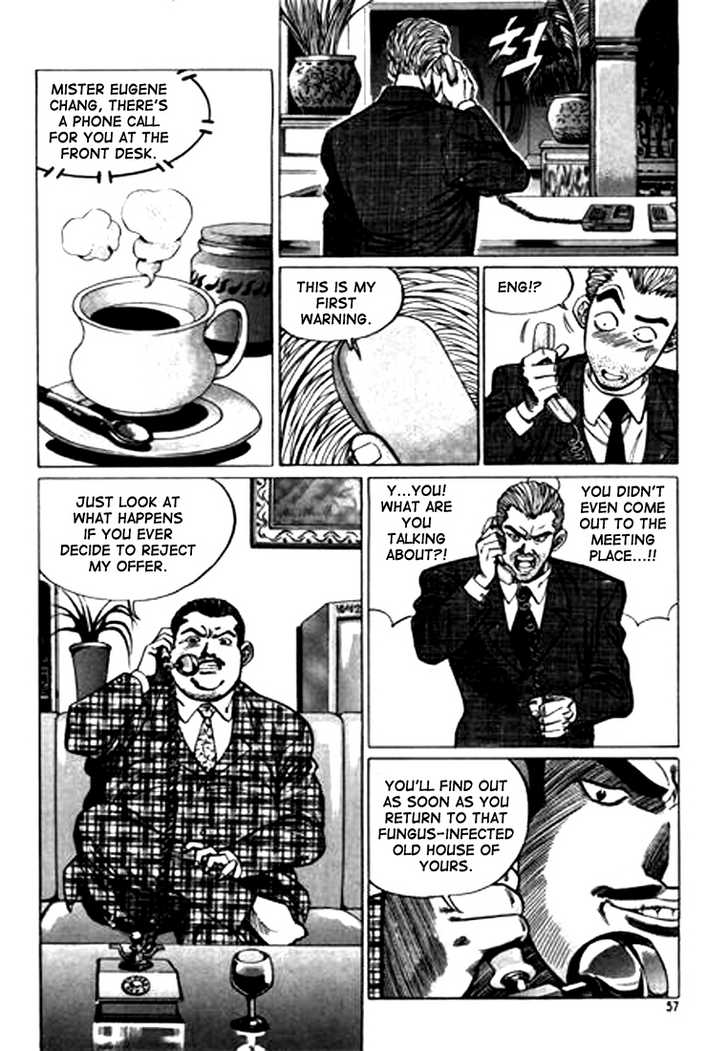 MISTER EUGENE
CHANG, THERE'S
A PHONE CALL
FOR YOU AT THE
FRONT DESK.
척
THIS IS MY
FIRST
WARNING.
ENG!?
JUST LOOK AT
WHAT HAPPENS
IF YOU EVER
DECIDE TO REJECT
MY OFFER.
Y...YOU!
WHAT ARE
YOU
TALKING
ABOUT?!
YOU DIDN'T
EVEN COME
OUT TO THE
MEETING
PLACE...!!
YOU'LL FIND OUT
AS SOON AS YOU
RETURN TO THAT
FUNGUS-INFECTED
OLD HOUSE OF
YOURS.
57